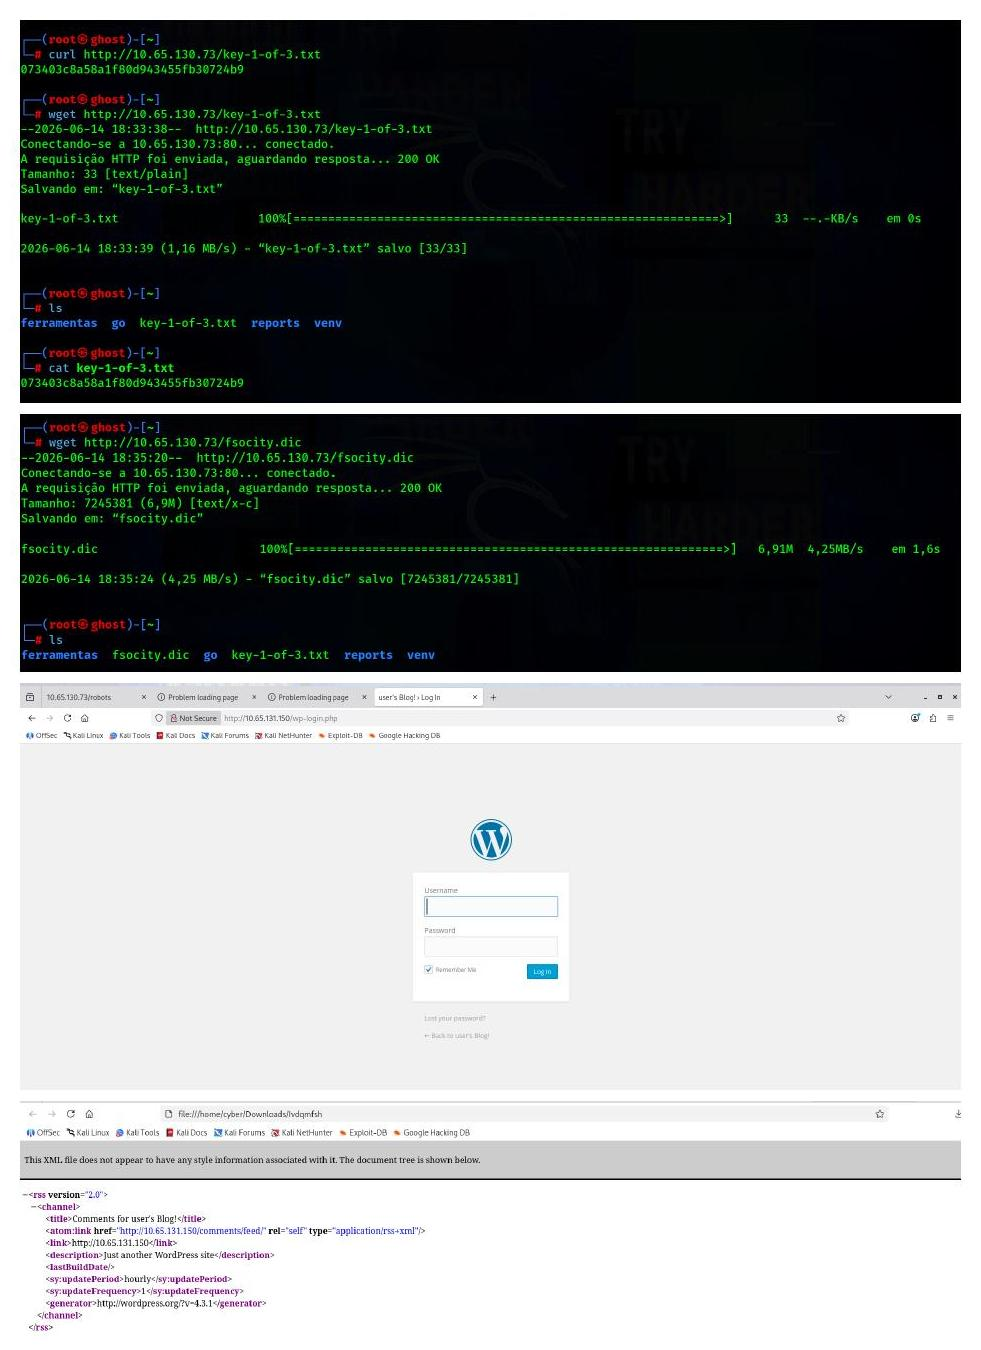 ┌──(root㉿ghost)-[~]
└─# curl http://10.65.130.73/key-1-of-3.txt
073403c8a58a1f80d943455fb30724b9
┌──(root㉿ghost)-[~]
└─# wget http://10.65.130.73/key-1-of-3.txt
--2026-06-14 18:33:38--  http://10.65.130.73/key-1-of-3.txt
Conectando-se a 10.65.130.73:80... conectado.
A requisição HTTP foi enviada, aguardando resposta... 200 OK
Tamanho: 33 [text/plain]
Salvando em: “key-1-of-3.txt”
key-1-of-3.txt 100%[=============================================================>] 33 --.-KB/s em 0s
2026-06-14 18:33:39 (1,16 MB/s) - “key-1-of-3.txt” salvo [33/33]
┌──(root㉿ghost)-[~]
└─# ls
ferramentas go key-1-of-3.txt reports venv
┌──(root㉿ghost)-[~]
└─# cat key-1-of-3.txt
073403c8a58a1f80d943455fb30724b9
TRY
HARDER
┌──(root㉿ghost)-[~]
└─# wget http://10.65.130.73/fsocity.dic
--2026-06-14 18:35:20--  http://10.65.130.73/fsocity.dic
Conectando-se a 10.65.130.73:80... conectado.
A requisição HTTP foi enviada, aguardando resposta... 200 OK
Tamanho: 7245381 (6,9M) [text/x-c]
Salvando em: “fsocity.dic”
fsocity.dic 100%[=============================================================>] 6,91M 4,25MB/s em 1,6s
2026-06-14 18:35:24 (4,25 MB/s) - “fsocity.dic” salvo [7245381/7245381]
┌──(root㉿ghost)-[~]
└─# ls
ferramentas fsocity.dic go key-1-of-3.txt reports venv
TRY
HARDER
10.65.130.73/robots × Problem loading page × Problem loading page × user's Blog! › Log In × +
Not Secure http://10.65.131.150/wp-login.php
OffSec Kali Linux Kali Tools Kali Docs Kali Forums Kali NetHunter Exploit-DB Google Hacking DB
Username
Password
Remember Me Log In
Lost your password?
← Back to user's Blog!
file:///home/cyber/Downloads/lvdqmfsh
OffSec Kali Linux Kali Tools Kali Docs Kali Forums Kali NetHunter Exploit-DB Google Hacking DB
This XML file does not appear to have any style information associated with it. The document tree is shown below.
−<rss version="2.0">
−<channel>
<title>Comments for user's Blog!</title>
<atom:link href="http://10.65.131.150/comments/feed/" rel="self" type="application/rss+xml"/>
<link>http://10.65.131.150</link>
<description>Just another WordPress site</description>
<lastBuildDate/>
<sy:updatePeriod>hourly</sy:updatePeriod>
<sy:updateFrequency>1</sy:updateFrequency>
<generator>http://wordpress.org/?v=4.3.1</generator>
</channel>
</rss>